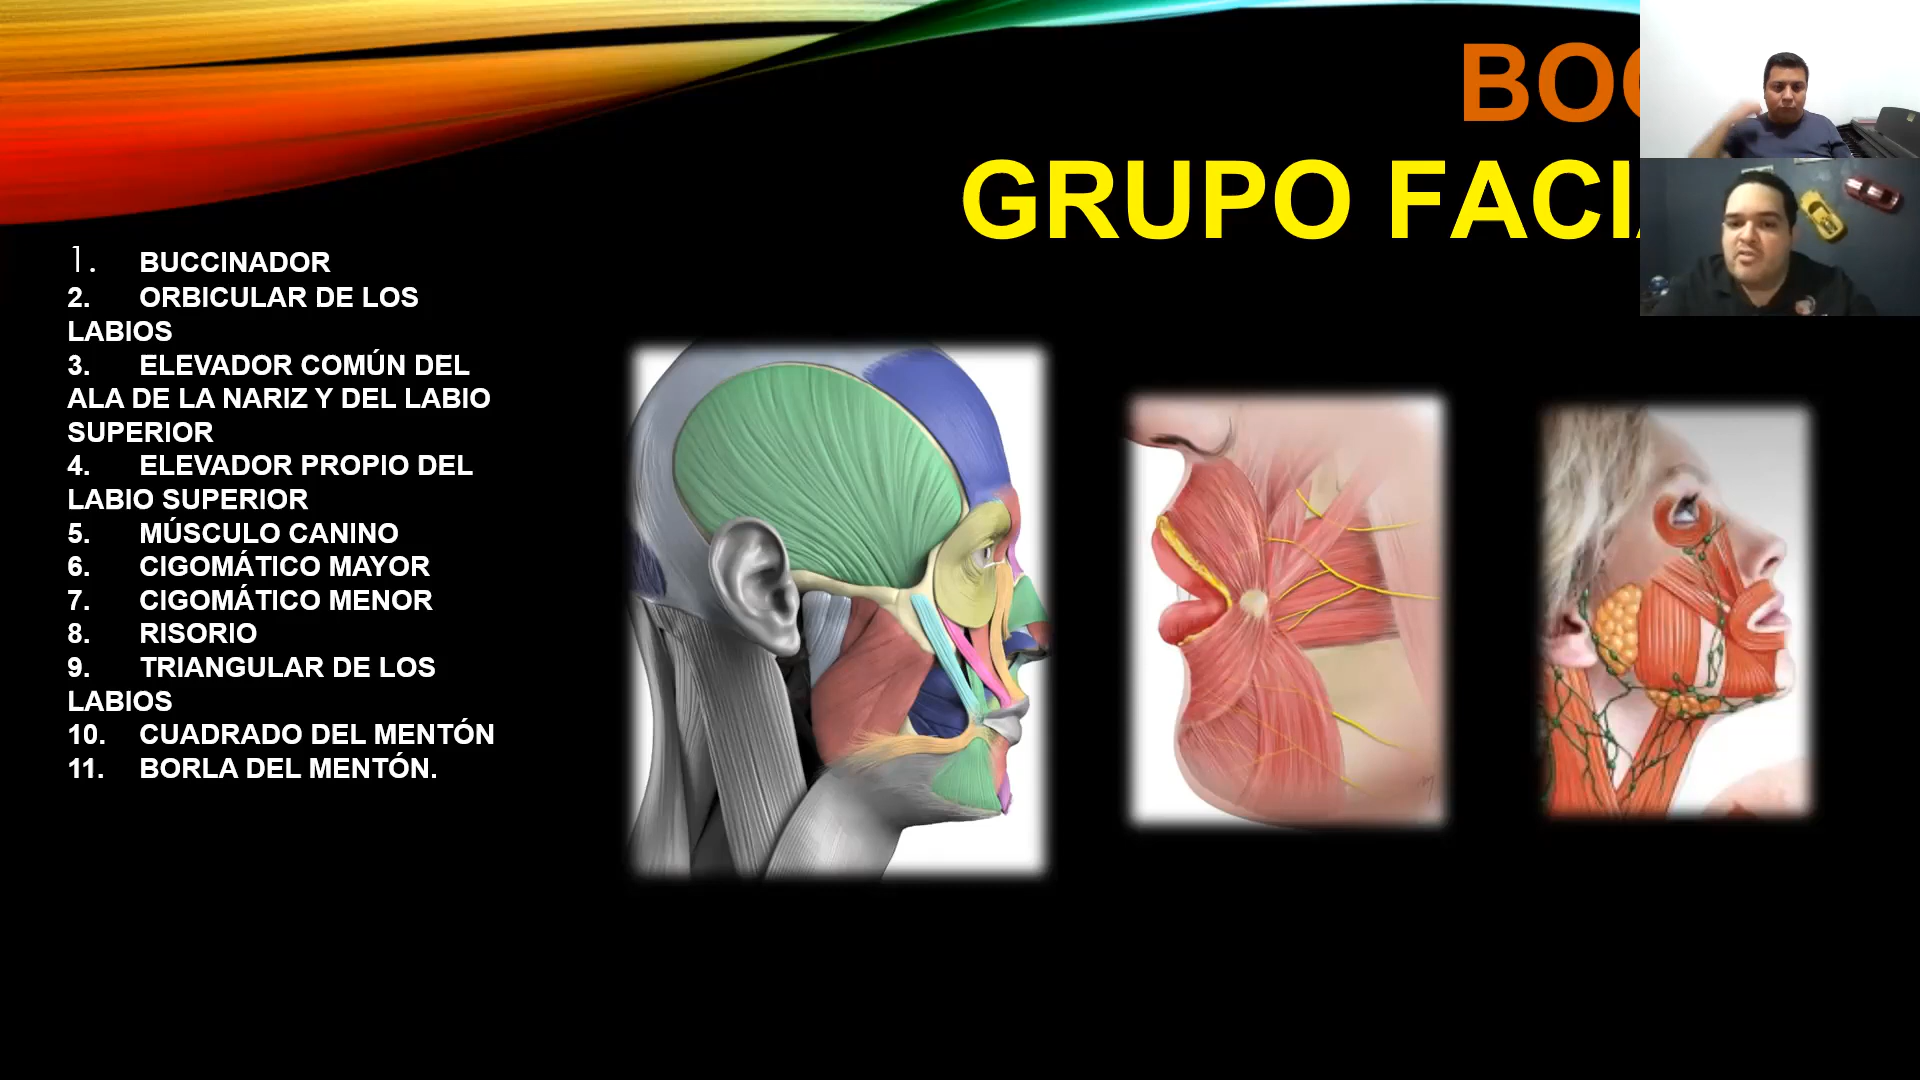 GRUPO
1. BUCCINADOR
2. ORBICULAR DE LOS
LABIOS
3. ELEVADOR COMÚN DEL
ALA DE LA NARIZ Y DEL LABIO
SUPERIOR
4. ELEVADOR PROPIO DEL
LABIO SUPERIOR
5. MÚSCULO CANINO
6. CIGOMÁTICO MAYOR
7. CIGOMÁTICO MENOR
8. RISORIO
9. TRIANGULAR DE LOS
LABIOS
10. CUADRADO DEL MENTÓN
11. BORLA DEL MENTÓN.